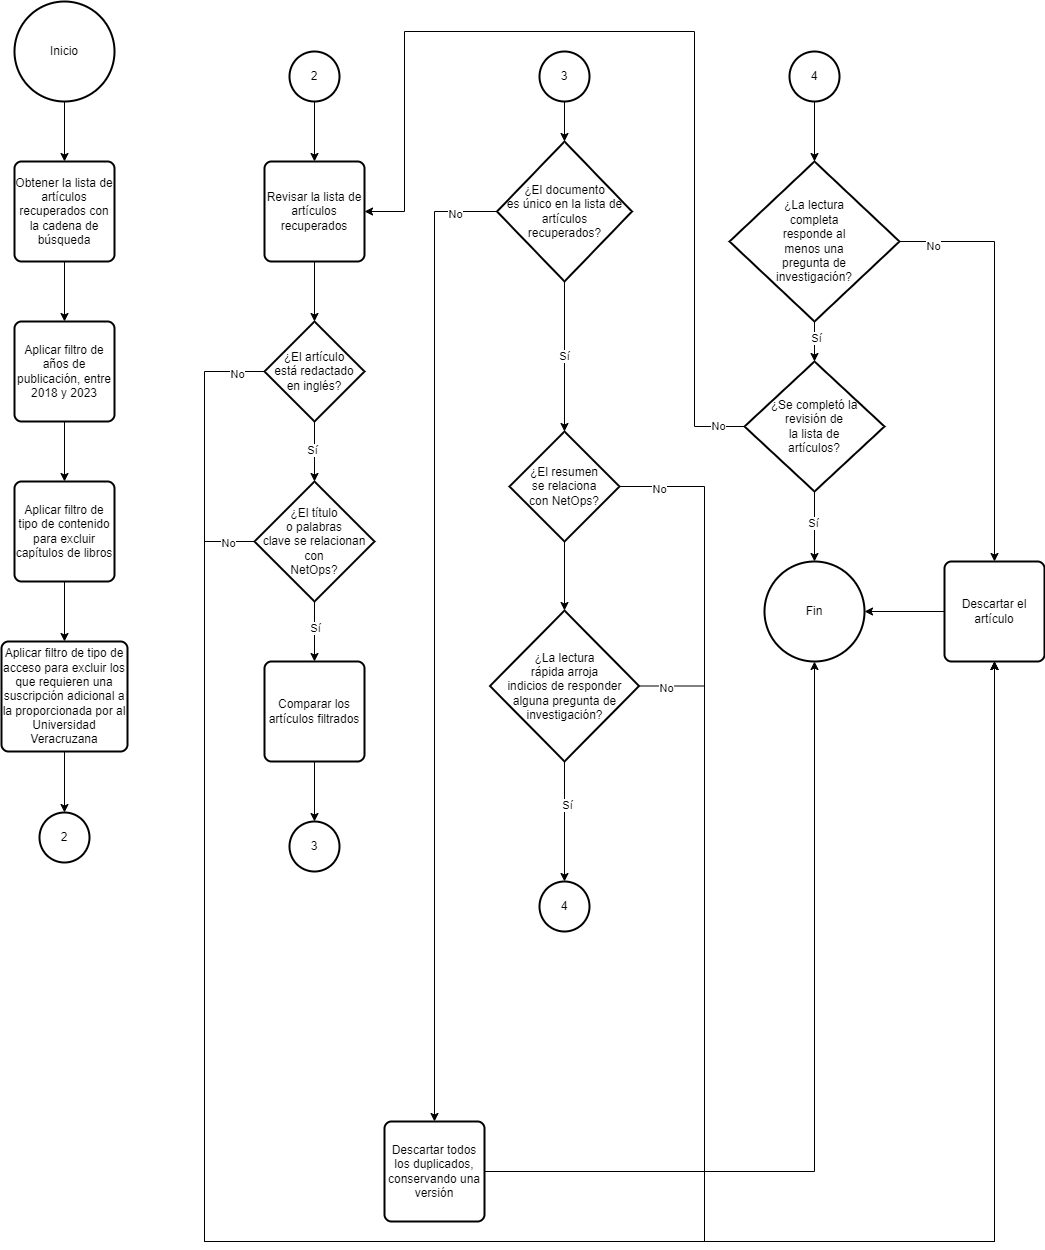 Inicio
Obtener la lista de
artículos
recuperados con
la cadena de
búsqueda
Aplicar filtro de
años de
publicación, entre
2018 y 2023
Aplicar filtro de
tipo de contenido
para excluir
capítulos de libros
Aplicar filtro de tipo de
acceso para excluir los
que requieren una
suscripción adicional a
la proporcionada por al
Universidad
Veracruzana
2
2
Revisar la lista de
artículos
recuperados
¿El artículo
está redactado
en inglés?
No
Sí
¿El título
o palabras
clave se relacionan
con
NetOps?
No
Sí
Comparar los
artículos filtrados
3
3
¿El documento
es único en la lista de
artículos
recuperados?
No
Sí
¿El resumen
se relaciona
con NetOps?
No
¿La lectura
rápida arroja
indicios de responder
alguna pregunta de
investigación?
No
Sí
4
Descartar todos
los duplicados,
conservando una
versión
4
¿La lectura
completa
responde al
menos una
pregunta de
investigación?
No
Sí
¿Se completó la
revisión de
la lista de
artículos?
No
Sí
Fin
Descartar el
artículo